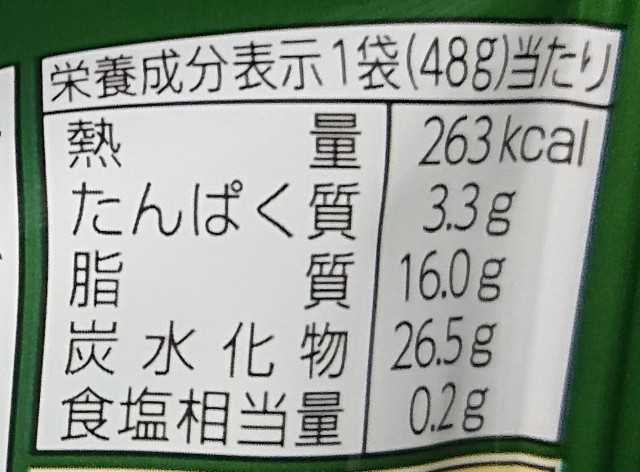 栄養成分表示1袋(48g)当たり
熱量 263kcal
たんぱく質 3.3g
脂質 16.0g
炭水化物 26.5g
食塩相当量 0.2g